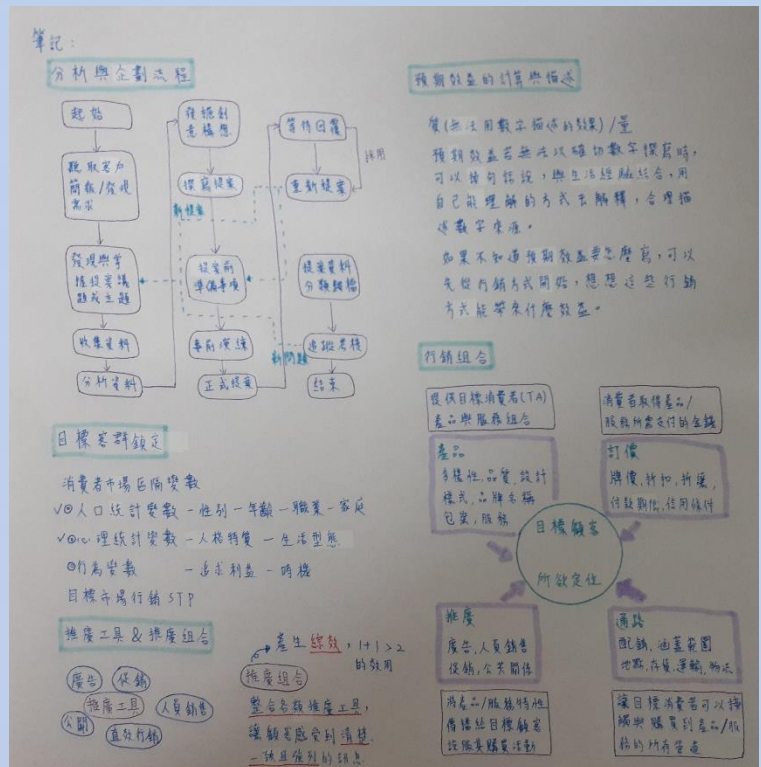 筆記:
分析與企劃流程
起始
聽取客戶
簡報/發現
需求
發現與掌
握提案議
題或主題
收集資料
分析資料
發想創
意構想
撰寫提案
新提案
提案前
準備事項
事前演練
正式提案
等待回覆
採用
重新提案
提案資料
分類歸檔
新問題
追蹤考核
結束
目標客群鎖定
消費者市場區隔變數
✓◎人口統計變數-性別-年齡-職業-家庭
✓◎心理統計變數-人格特質-生活型態
◎行為變數 -追求利益-時機
目標市場行銷STP
推廣工具&推廣組合
廣告
促銷
推廣工具
人員銷售
公關
直效行銷
產生綜效,1+1>2
的效用
推廣組合
整合各類推廣工具,
讓顧客感受到清楚、
一致且強烈的訊息
預期效益的計算與描述
質(無法用數字描述的效果)/量
預期效益若無法以確切數字撰寫時,
可以換句話說,與生活經驗結合,用
自己能理解的方式去解釋,合理描
述數字來源。
如果不知道預期效益要怎麼寫,可以
先從行銷方式開始,想想這些行銷
方式能帶來什麼效益。
行銷組合
提供目標消費者(TA)
產品與服務組合
產品
多樣性、品質、設計
樣式、品牌名稱
包裝、服務
消費者取得產品/
服務所需支付的金錢
訂價
牌價、折扣、折讓、
付款期限、信用條件
目標顧客
所欲定位
推廣
廣告、人員銷售
促銷、公共關係
將產品/服務特性
傳播給目標顧客
說服其購買活動
通路
配銷、涵蓋範圍
地點、存貨、運輸、物流
讓目標消費者可以接
觸與購買到產品/服
務的所有管道